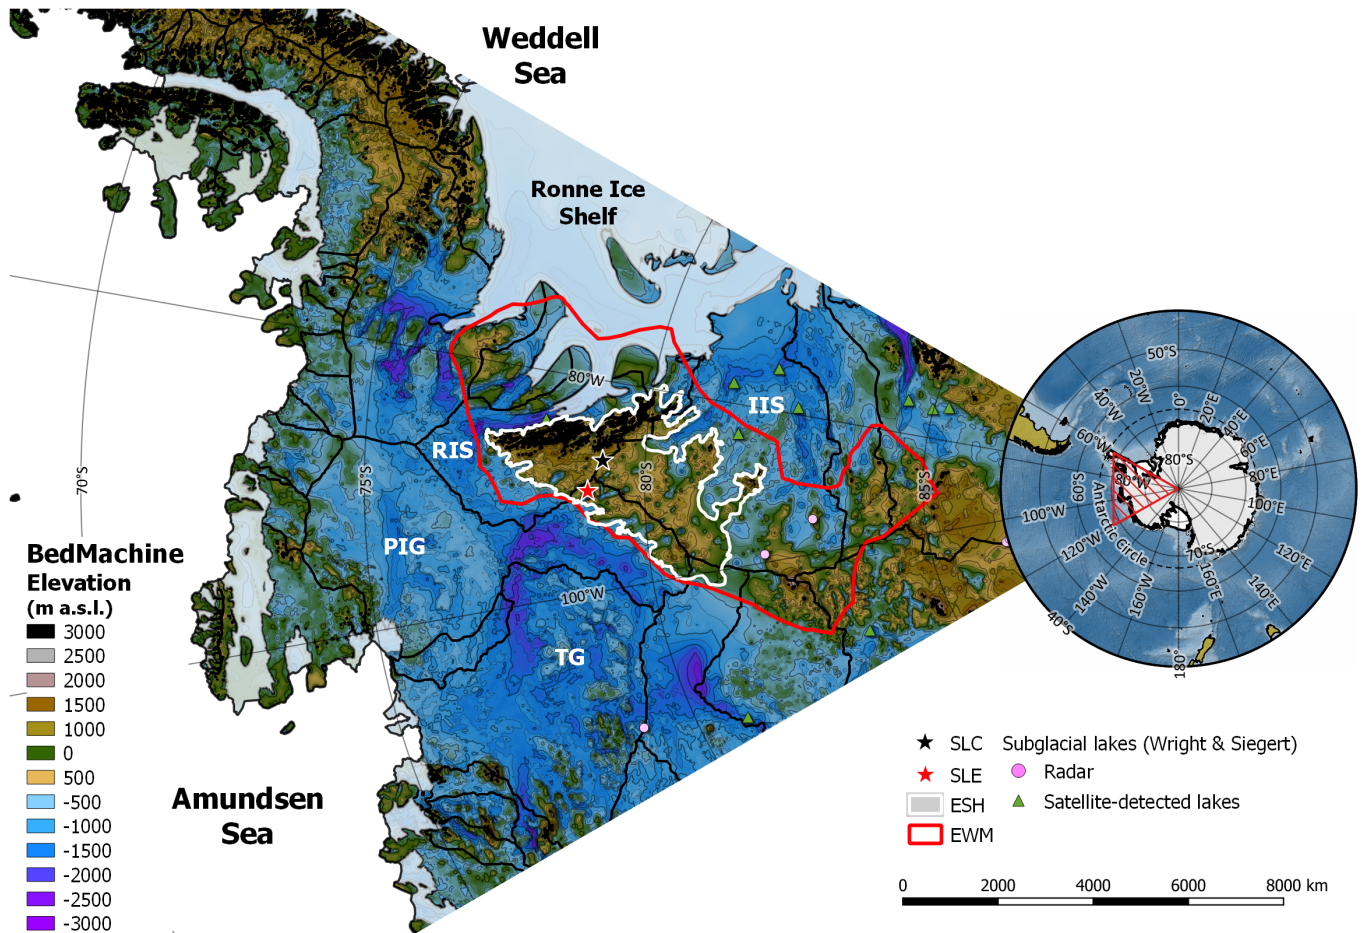 Weddell
Sea
Ronne Ice
Shelf
80°W
IIS
RIS
70°S
75°S
80°S
85°S
PIG
100°W
TG
Amundsen
Sea
BedMachine
Elevation
(m a.s.l.)
3000
2500
2000
1500
1000
0
500
-500
-1000
-1500
-2000
-2500
-3000
50°S
20°W
0°
20°E
40°W
40°E
60°W
60°E
80°S
80°W
80°E
60°S
100°W
100°E
Antarctic circle
120°W
70°S
120°E
140°W
160°W
160°E
140°E
40°S
180°
SLC
Subglacial lakes (Wright & Siegert)
SLE
Radar
ESH
Satellite-detected lakes
EWM
0 2000 4000 6000 8000 km